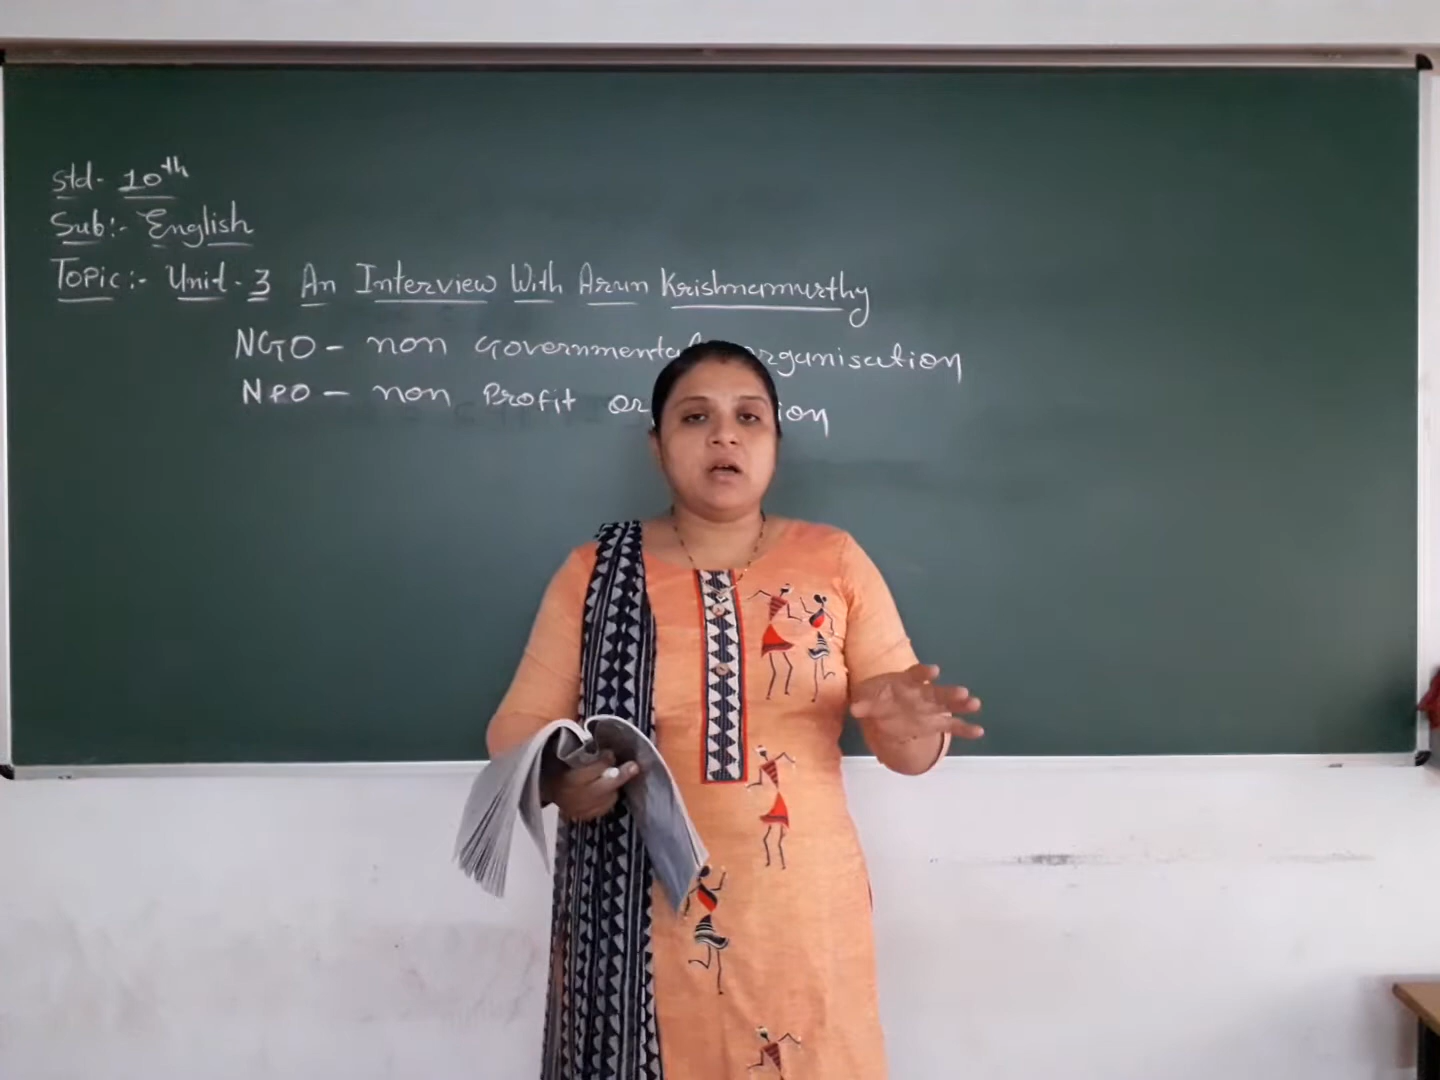 Std- 10th
Sub:- English
Topic:- Unit-3 An Interview With Arun Krishnamurthy
NGO - non Governmental organisation
NPO - non Profit